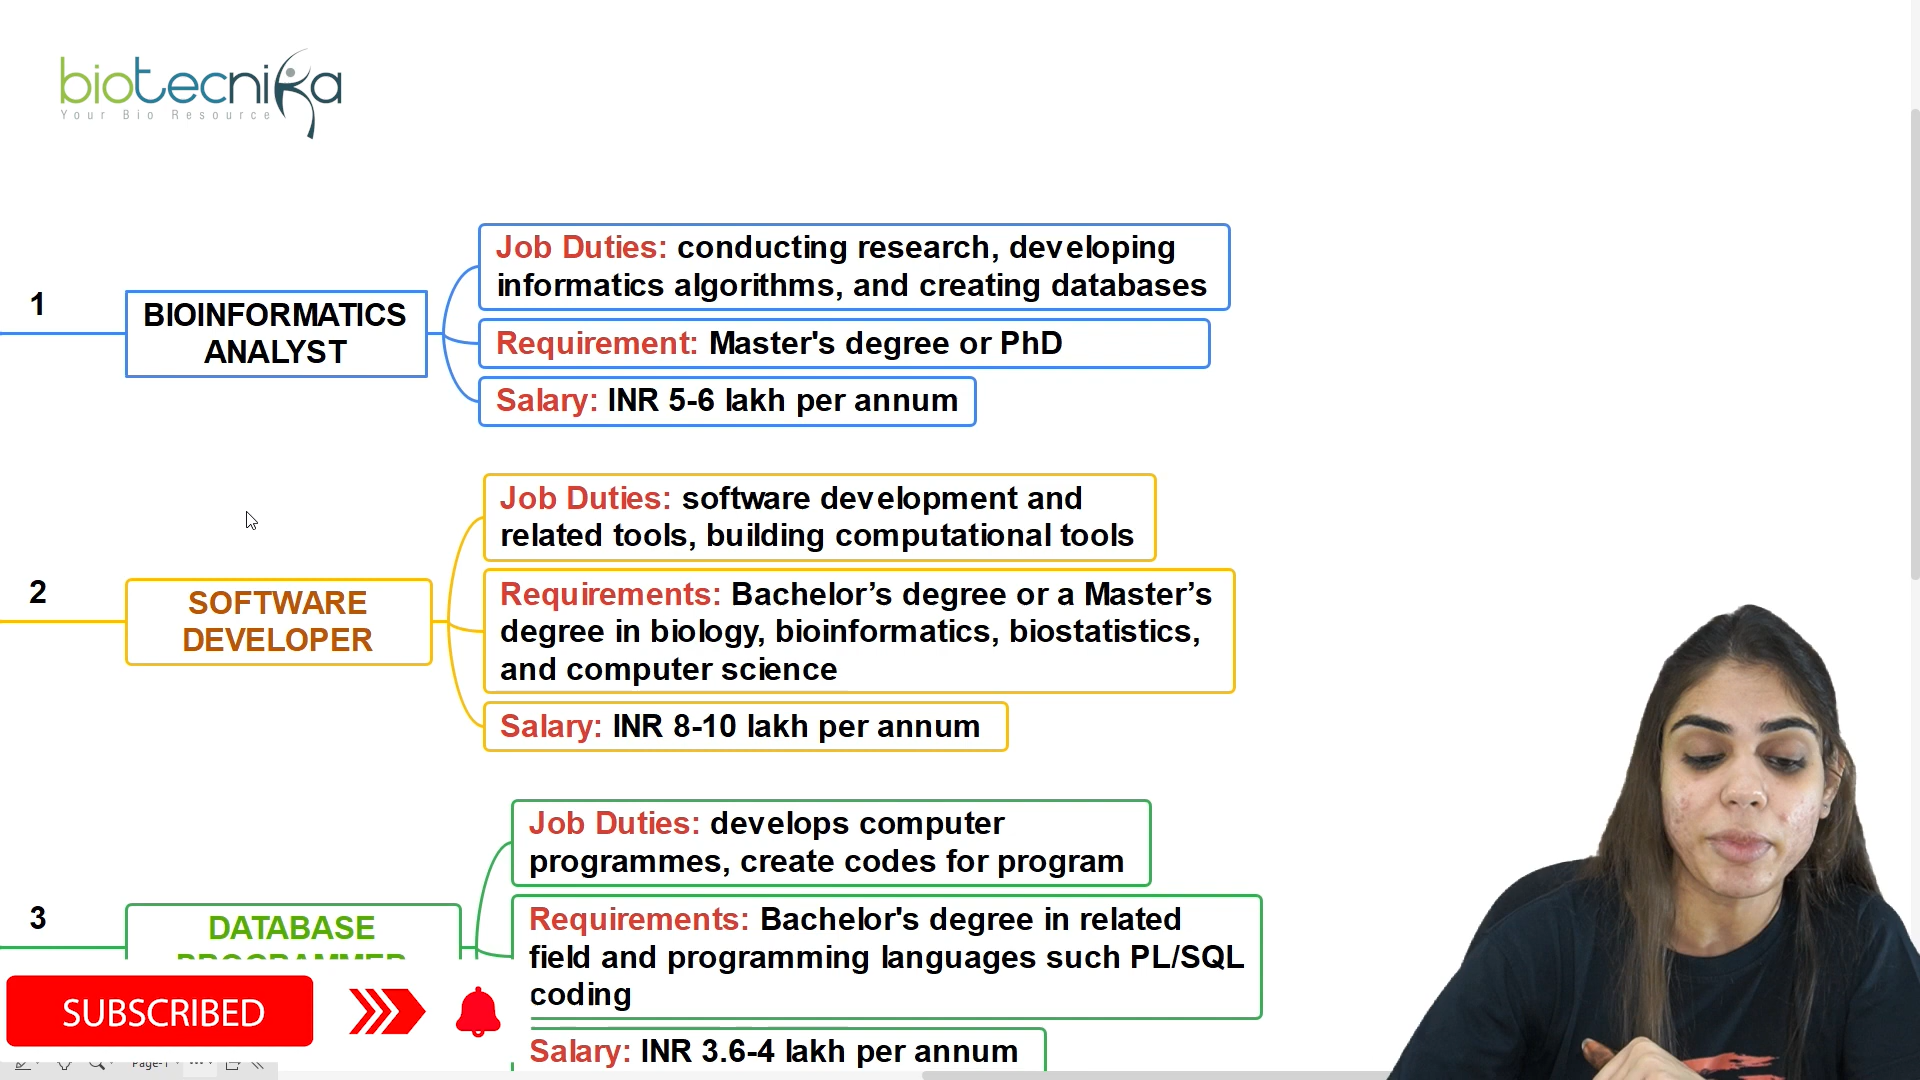 biotecnika
Your Bio Resource
1
BIOINFORMATICS
ANALYST
Job Duties: conducting research, developing
informatics algorithms, and creating databases
Requirement: Master's degree or PhD
Salary: INR 5-6 lakh per annum
2
SOFTWARE
DEVELOPER
Job Duties: software development and
related tools, building computational tools
Requirements: Bachelor’s degree or a Master’s
degree in biology, bioinformatics, biostatistics,
and computer science
Salary: INR 8-10 lakh per annum
3
DATABASE
PROGRAMMER
Job Duties: develops computer
programmes, create codes for program
Requirements: Bachelor's degree in related
field and programming languages such PL/SQL
coding
Salary: INR 3.6-4 lakh per annum
SUBSCRIBED
Page-1